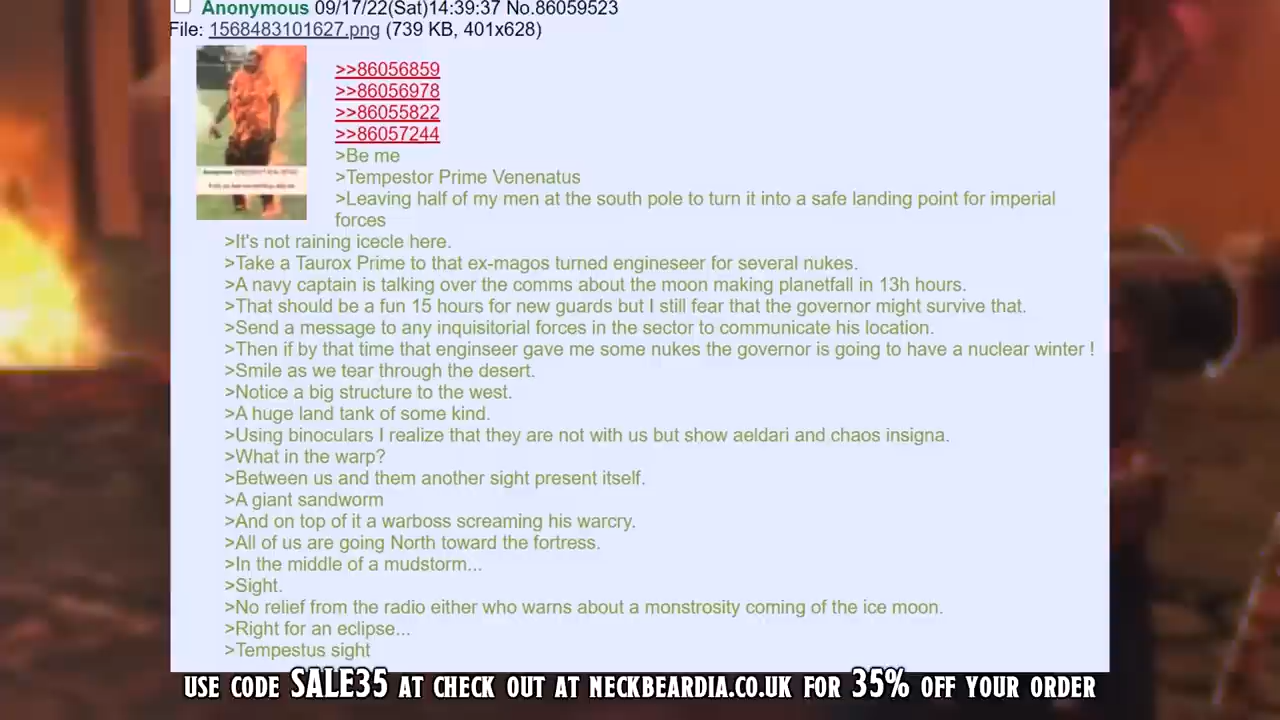 Anonymous 09/17/22(Sat)14:39:37 No.86059523
File: 1568483101627.png (739 KB, 401x628)
>>86056859
>>86056978
>>86055822
>>86057244
>Be me
>Tempestor Prime Venenatus
>Leaving half of my men at the south pole to turn it into a safe landing point for imperial
forces
>It's not raining icecle here.
>Take a Taurox Prime to that ex-magos turned engineseer for several nukes.
>A navy captain is talking over the comms about the moon making planetfall in 13h hours.
>That should be a fun 15 hours for new guards but I still fear that the governor might survive that.
>Send a message to any inquisitorial forces in the sector to communicate his location.
>Then if by that time that enginseer gave me some nukes the governor is going to have a nuclear winter !
>Smile as we tear through the desert.
>Notice a big structure to the west.
>A huge land tank of some kind.
>Using binoculars I realize that they are not with us but show aeldari and chaos insigna.
>What in the warp?
>Between us and them another sight present itself.
>A giant sandworm
>And on top of it a warboss screaming his warcry.
>All of us are going North toward the fortress.
>In the middle of a mudstorm...
>Sight.
>No relief from the radio either who warns about a monstrosity coming of the ice moon.
>Right for an eclipse...
>Tempestus sight
USE CODE SALE35 AT CHECK OUT AT NECKBEARDIA.CO.UK FOR 35% OFF YOUR ORDER